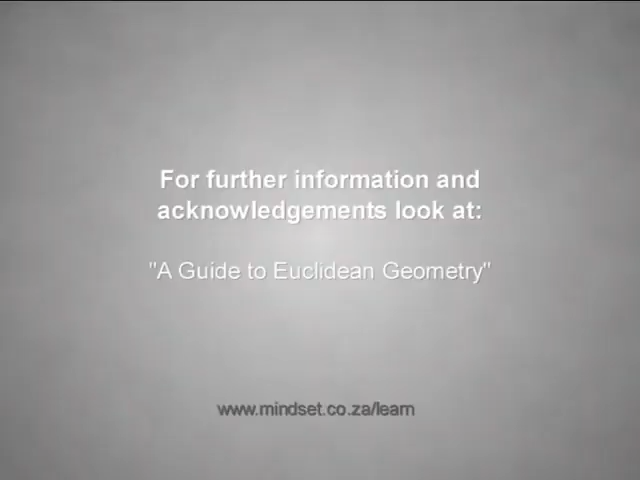 For further information and
acknowledgements look at:
"A Guide to Euclidean Geometry"
www.mindset.co.za/learn